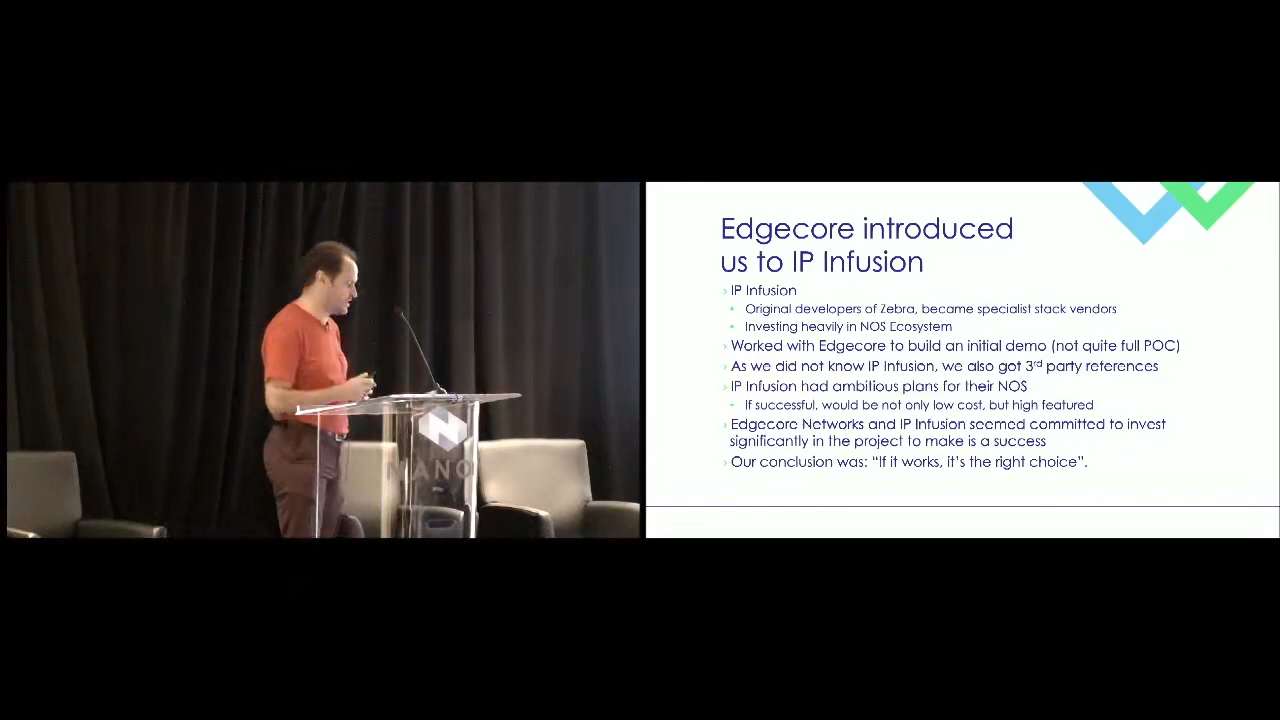 NANO
Edgecore introduced
us to IP Infusion
› IP Infusion
• Original developers of Zebra, became specialist stack vendors
• Investing heavily in NOS Ecosystem
› Worked with Edgecore to build an initial demo (not quite full POC)
› As we did not know IP Infusion, we also got 3rd party references
› IP Infusion had ambitious plans for their NOS
• If successful, would be not only low cost, but high featured
› Edgecore Networks and IP Infusion seemed committed to invest
significantly in the project to make is a success
› Our conclusion was: “If it works, it’s the right choice”.